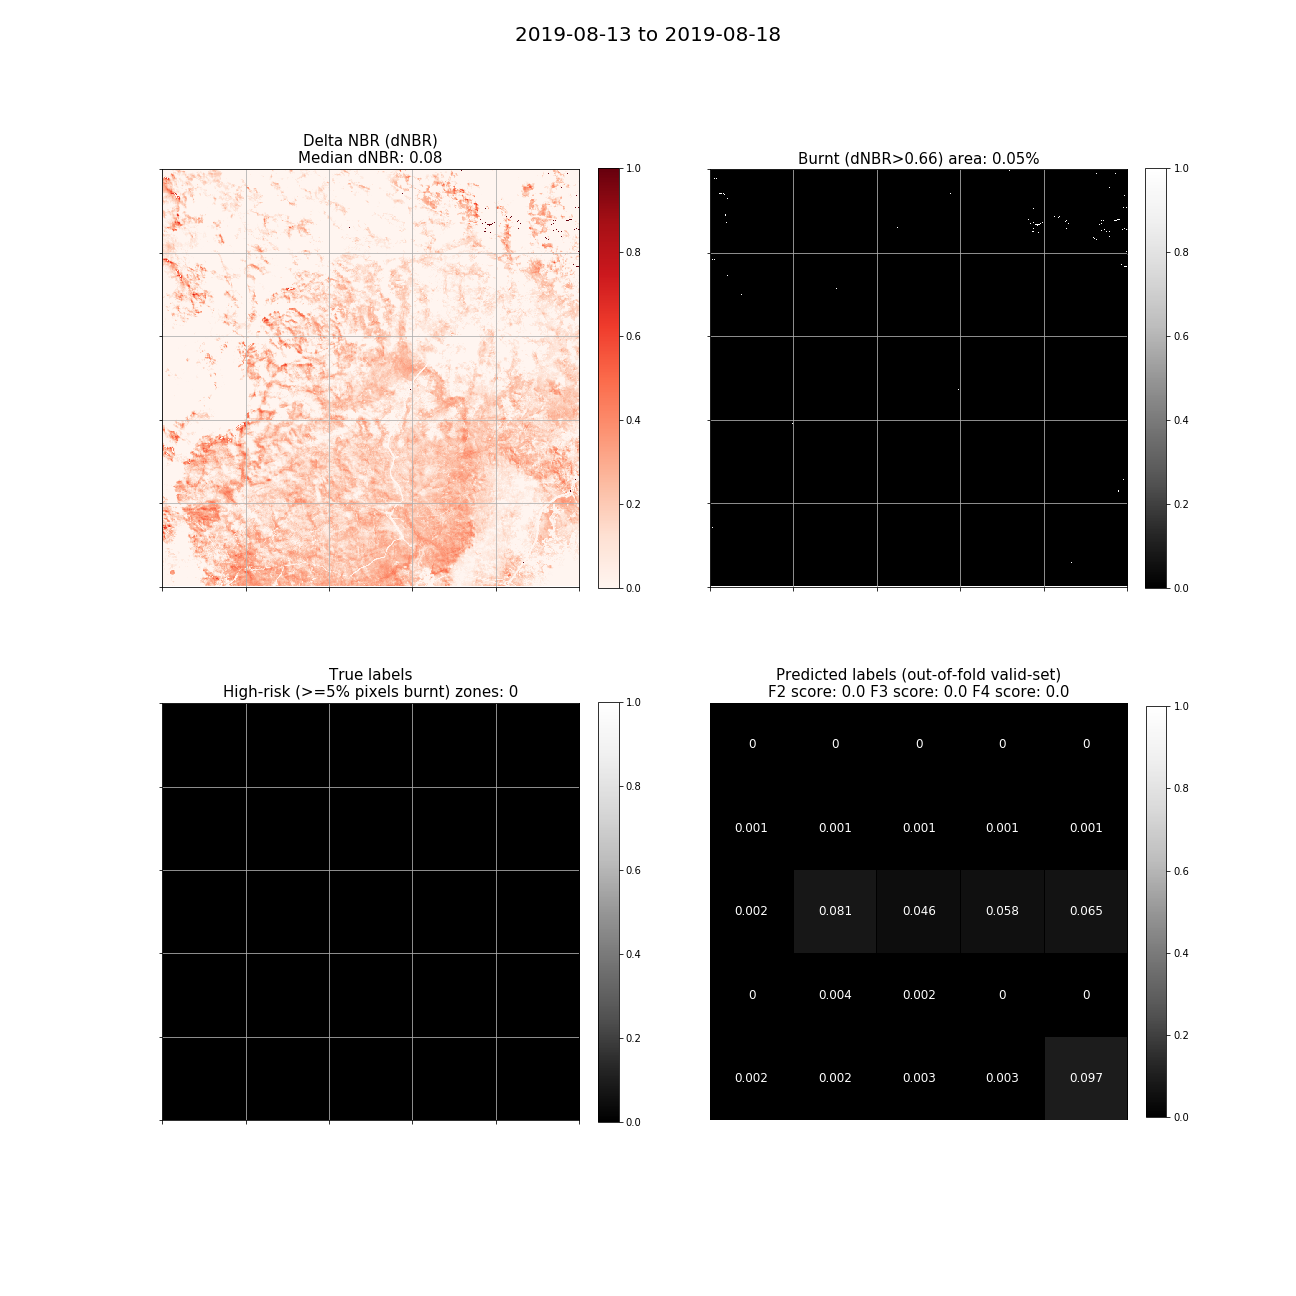 2019-08-13 to 2019-08-18
Delta NBR (dNBR)
Median dNBR: 0.08
1.0
0.8
0.6
0.4
0.2
0.0
Burnt (dNBR>0.66) area: 0.05%
1.0
0.8
0.6
0.4
0.2
0.0
True labels
High-risk (>=5% pixels burnt) zones: 0
1.0
0.8
0.6
0.4
0.2
0.0
Predicted labels (out-of-fold valid-set)
F2 score: 0.0 F3 score: 0.0 F4 score: 0.0
0 0 0 0 0
0.001 0.001 0.001 0.001 0.001
0.002 0.081 0.046 0.058 0.065
0 0.004 0.002 0 0
0.002 0.002 0.003 0.003 0.097
1.0
0.8
0.6
0.4
0.2
0.0